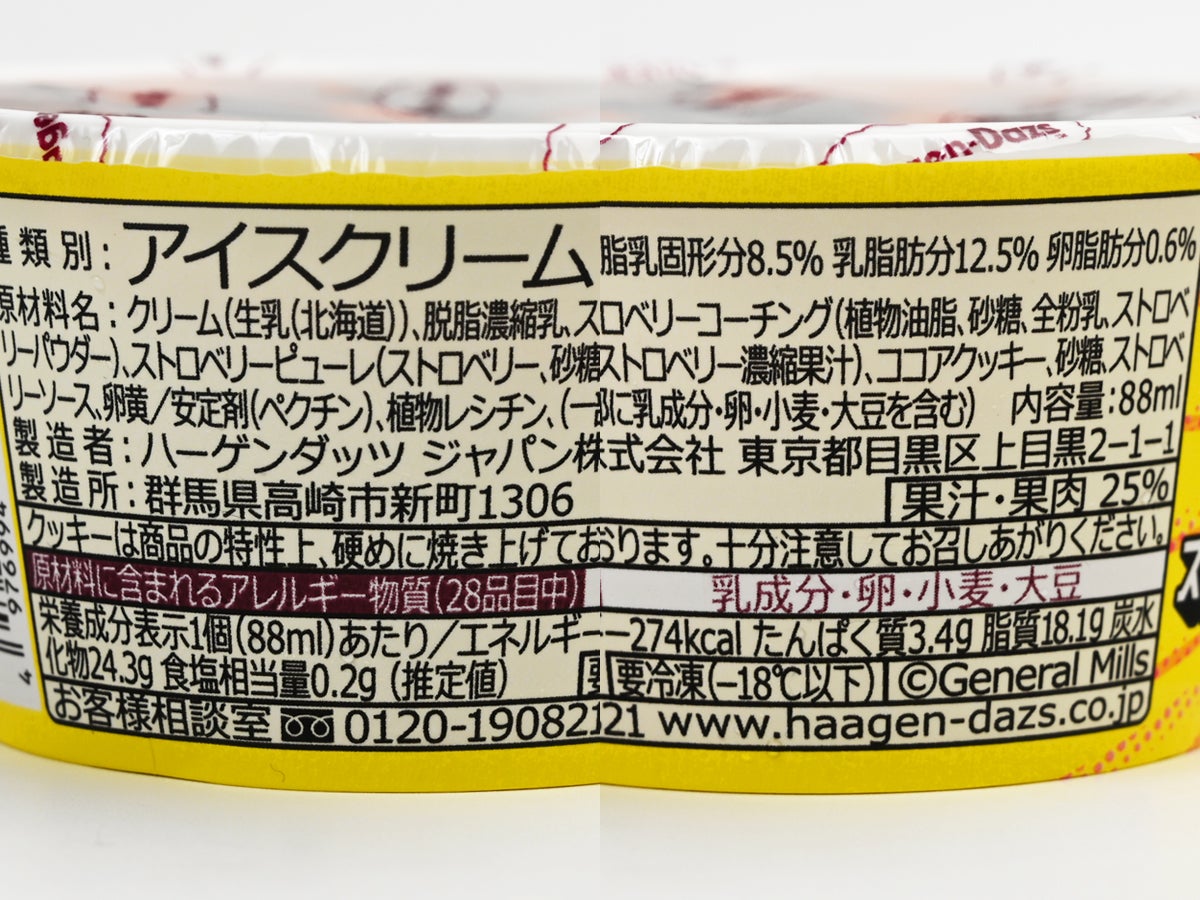 Häagen-Dazs
種類別:アイスクリーム 脂乳固形分8.5% 乳脂肪分12.5% 卵脂肪分0.6%
原材料名:クリーム(生乳(北海道))、脱脂濃縮乳、スロベリーコーチング(植物油脂、砂糖、全粉乳、ストロベ
リーパウダー)、ストロベリーピューレ(ストロベリー、砂糖ストロベリー濃縮果汁)、ココアクッキー、砂糖、ストロベ
リーソース、卵黄/安定剤(ペクチン)、植物レシチン、(一部に乳成分・卵・小麦・大豆を含む) 内容量:88ml
製造者:ハーゲンダッツ ジャパン株式会社 東京都目黒区上目黒2-1-1
製造所:群馬県高崎市新町1306
果汁・果肉 25%
クッキーは商品の特性上、硬めに焼き上げております。十分注意してお召しあがりください。
原材料に含まれるアレルギー物質(28品目中) 乳成分・卵・小麦・大豆
栄養成分表示1個(88ml)あたり/エネルギー274kcal たんぱく質3.4g 脂質18.1g 炭水
化物24.3g 食塩相当量0.2g (推定値) 要冷凍(-18℃以下) ©General Mills
お客様相談室 0120-190821 www.haagen-dazs.co.jp